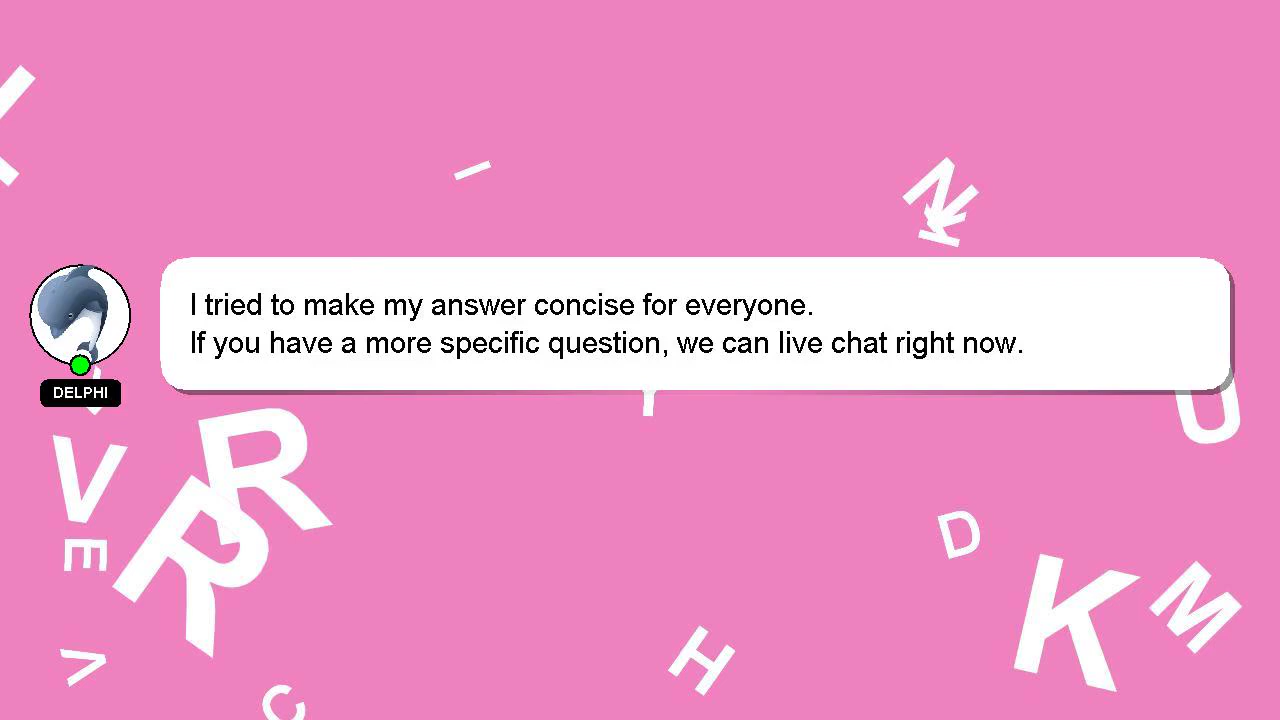 I
N
K
I tried to make my answer concise for everyone.
If you have a more specific question, we can live chat right now.
DELPHI
Y
U
V
R
R
E
D
K
M
V
H
C